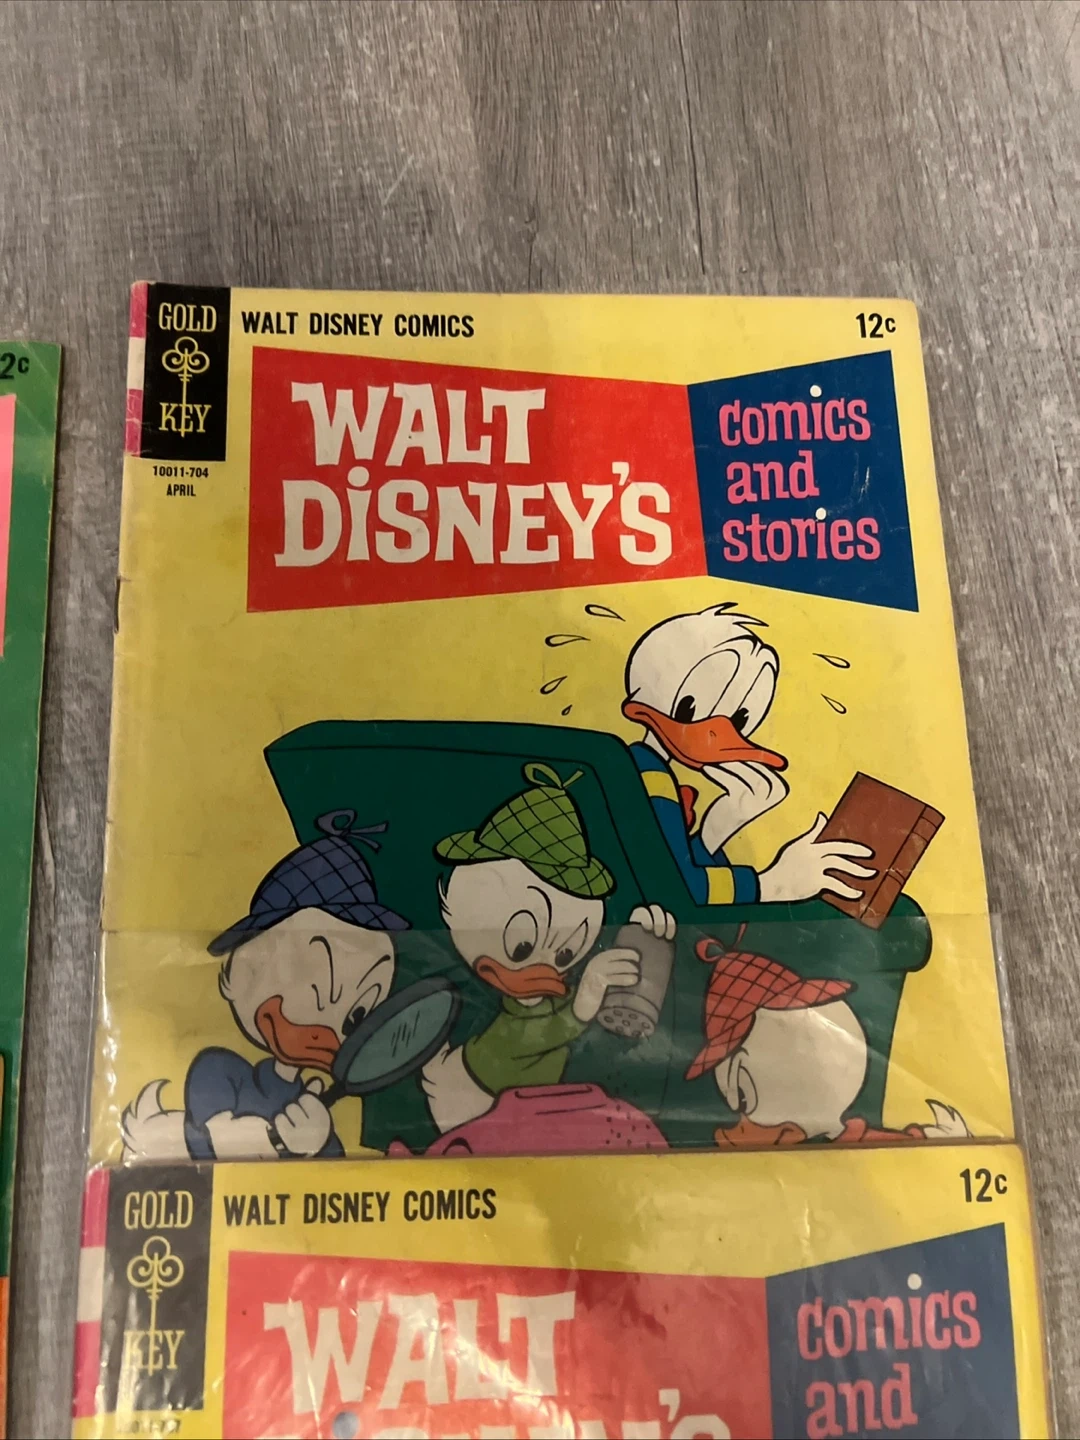 2c
GOLD
KEY
WALT DISNEY COMICS
12c
10011-704
APRIL
WALT
DiSNEY'S
comics
and
stories
GOLD
KEY
WALT DISNEY COMICS
12c
WALT
comics
and